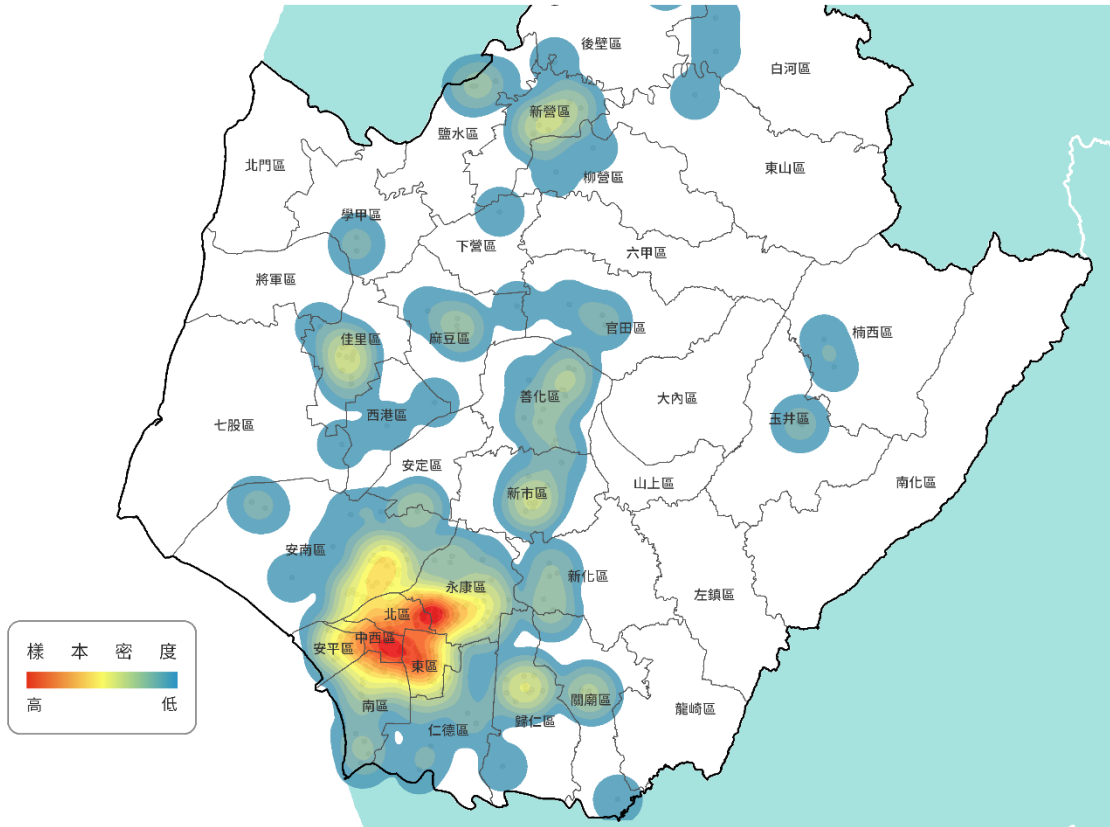 後壁區
白河區
新營區
鹽水區
北門區
東山區
柳營區
學甲區
下營區
六甲區
將軍區
官田區
楠西區
佳里區
麻豆區
善化區
大內區
西港區
玉井區
七股區
安定區
南化區
山上區
新市區
安南區
新化區
永康區
左鎮區
北區
中西區
安平區
東區
樣本密度
高 低
南區
關廟區
龍崎區
歸仁區
仁德區